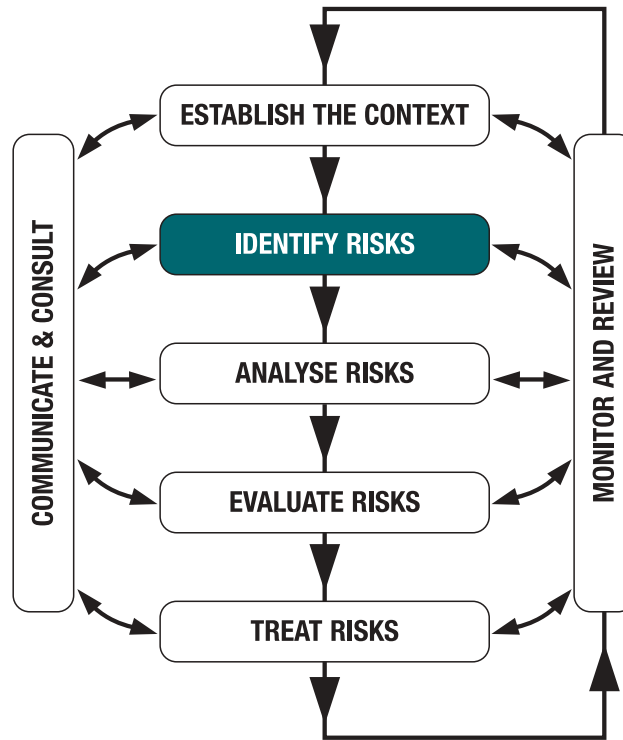 ESTABLISH THE CONTEXT
IDENTIFY RISKS
ANALYSE RISKS
EVALUATE RISKS
TREAT RISKS
COMMUNICATE & CONSULT
MONITOR AND REVIEW